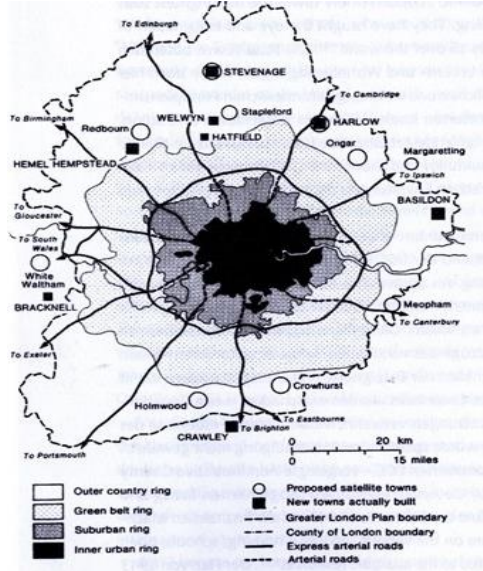 To Edinburgh
STEVENAGE
To Cambridge
To Birmingham
WELWYN
Stapleford
HARLOW
Redbourn
HATFIELD
Ongar
Margaretting
HEMEL HEMPSTEAD
To Ipswich
To Gloucester
BASILDON
To South Wales
White Waltham
BRACKNELL
Meopham
To Canterbury
To Exeter
Crowhurst
Holmwood
To Eastbourne
To Brighton
CRAWLEY
To Portsmouth
0 20 km
0 15 miles
Outer country ring
Green belt ring
Suburban ring
Inner urban ring
Proposed satellite towns
New towns actually built
Greater London Plan boundary
County of London boundary
Express arterial roads
Arterial roads